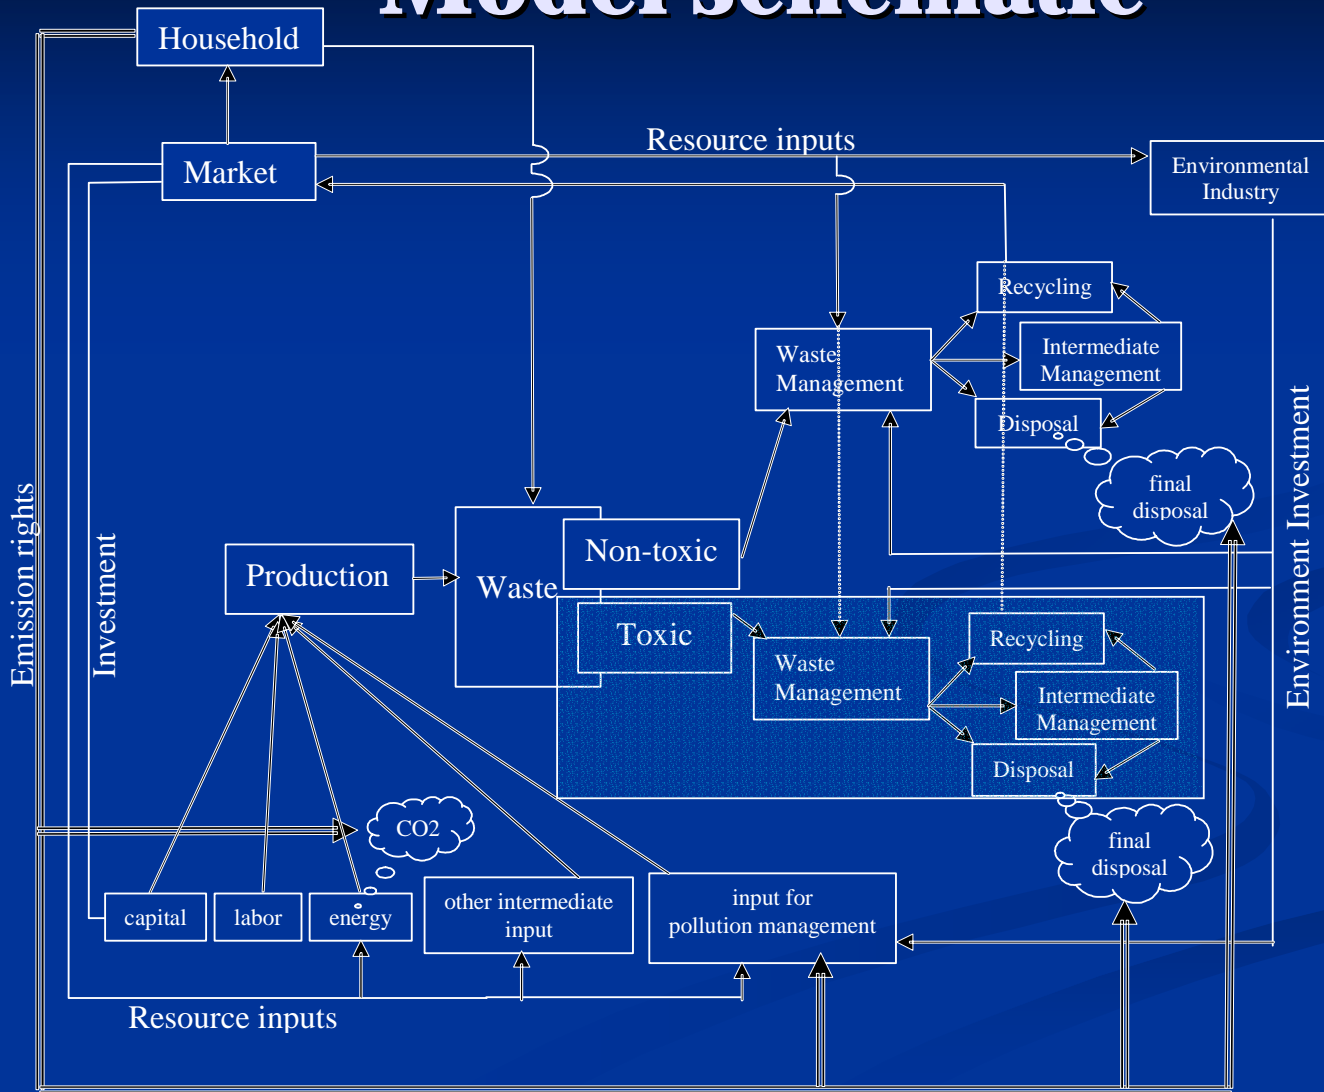 Model schematic
Household
Resource inputs
Market
Environmental
Industry
Recycling
Waste
Management
Intermediate
Management
Disposal
final
disposal
Emission rights
Investment
Environment Investment
Production
Waste
Non-toxic
Toxic
Waste
Management
Recycling
Intermediate
Management
Disposal
CO2
final
disposal
capital
labor
energy
other intermediate
input
input for
pollution management
Resource inputs